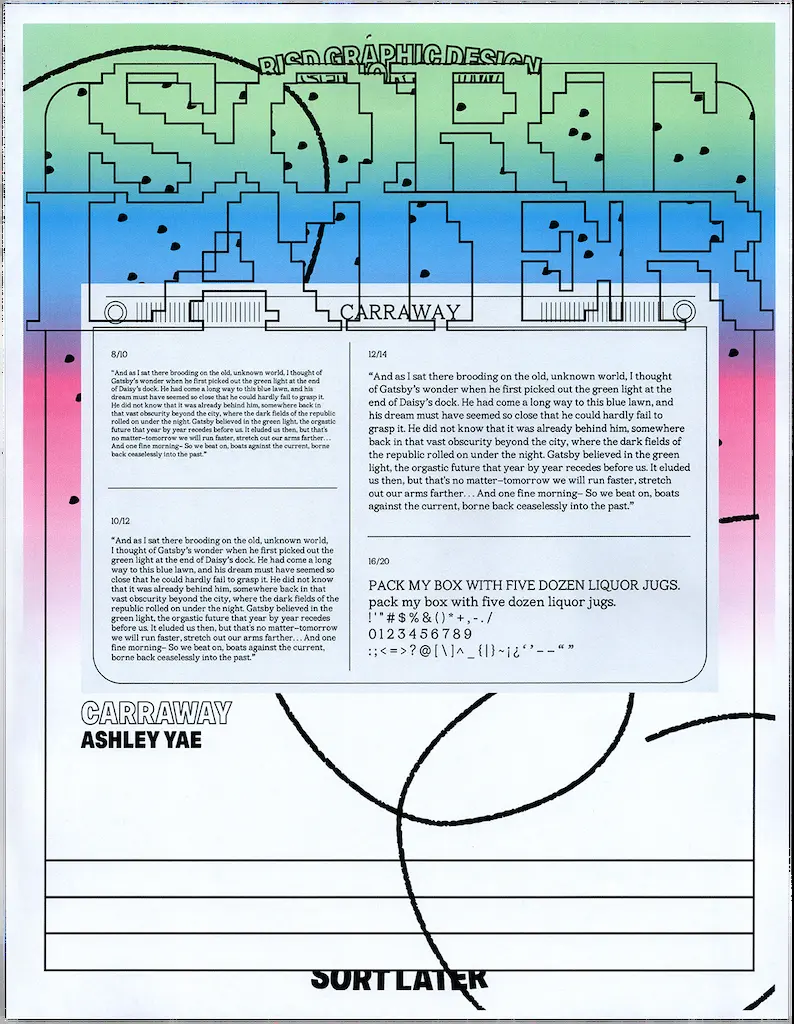 RISD GRAPHIC DESIGN
SORT
LATER
CARRAWAY
8/10
"And as I sat there brooding on the old, unknown world, I thought of
Gatsby's wonder when he first picked out the green light at the end
of Daisy's dock. He had come a long way to this blue lawn, and his
dream must have seemed so close that he could hardly fail to grasp it.
He did not know that it was already behind him, somewhere back in
that vast obscurity beyond the city, where the dark fields of the republic
rolled on under the night. Gatsby believed in the green light, the orgastic
future that year by year recedes before us. It eluded us then, but that's
no matter–tomorrow we will run faster, stretch out our arms farther...
And one fine morning– So we beat on, boats against the current, borne
back ceaselessly into the past."
10/12
"And as I sat there brooding on the old, unknown world,
I thought of Gatsby's wonder when he first picked out the
green light at the end of Daisy's dock. He had come a long
way to this blue lawn, and his dream must have seemed so
close that he could hardly fail to grasp it. He did not know
that it was already behind him, somewhere back in that
vast obscurity beyond the city, where the dark fields of the
republic rolled on under the night. Gatsby believed in the
green light, the orgastic future that year by year recedes
before us. It eluded us then, but that's no matter–tomorrow
we will run faster, stretch out our arms farther... And one
fine morning– So we beat on, boats against the current,
borne back ceaselessly into the past."
12/14
"And as I sat there brooding on the old, unknown world, I thought
of Gatsby's wonder when he first picked out the green light at the
end of Daisy's dock. He had come a long way to this blue lawn, and
his dream must have seemed so close that he could hardly fail to
grasp it. He did not know that it was already behind him, somewhere
back in that vast obscurity beyond the city, where the dark fields of
the republic rolled on under the night. Gatsby believed in the green
light, the orgastic future that year by year recedes before us. It eluded
us then, but that's no matter–tomorrow we will run faster, stretch
out our arms farther... And one fine morning– So we beat on, boats
against the current, borne back ceaselessly into the past."
16/20
PACK MY BOX WITH FIVE DOZEN LIQUOR JUGS.
pack my box with five dozen liquor jugs.
!'"#$%&()*+,-./
0123456789
:;<=>?@[\]^_{|}~¡¿‘’–—“”
CARRAWAY
ASHLEY YAE
SORT LATER